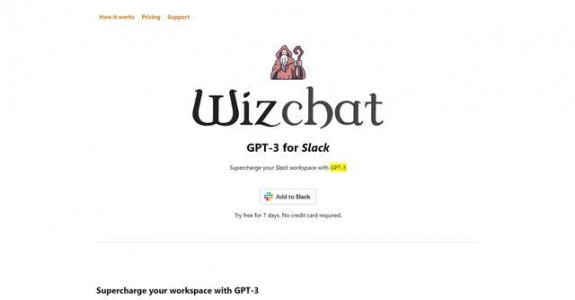 How it works Pricing Support
Wizchat
GPT-3 for Slack
Supercharge your Slack workspace with GPT-3
Add to Slack
Try free for 7 days. No credit card required.
Supercharge your workspace with GPT-3